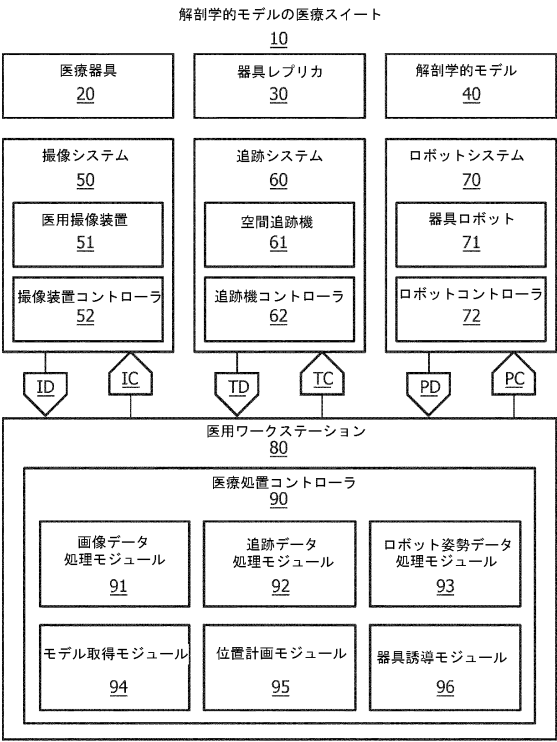 解剖学的モデルの医療スイート
10
医療器具
20
器具レプリカ
30
解剖学的モデル
40
撮像システム
50
医用撮像装置
51
撮像装置コントローラ
52
追跡システム
60
空間追跡機
61
追跡機コントローラ
62
ロボットシステム
70
器具ロボット
71
ロボットコントローラ
72
ID
IC
TD
TC
PD
PC
医用ワークステーション
80
医療処置コントローラ
90
画像データ
処理モジュール
91
追跡データ
処理モジュール
92
ロボット姿勢データ
処理モジュール
93
モデル取得モジュール
94
位置計画モジュール
95
器具誘導モジュール
96